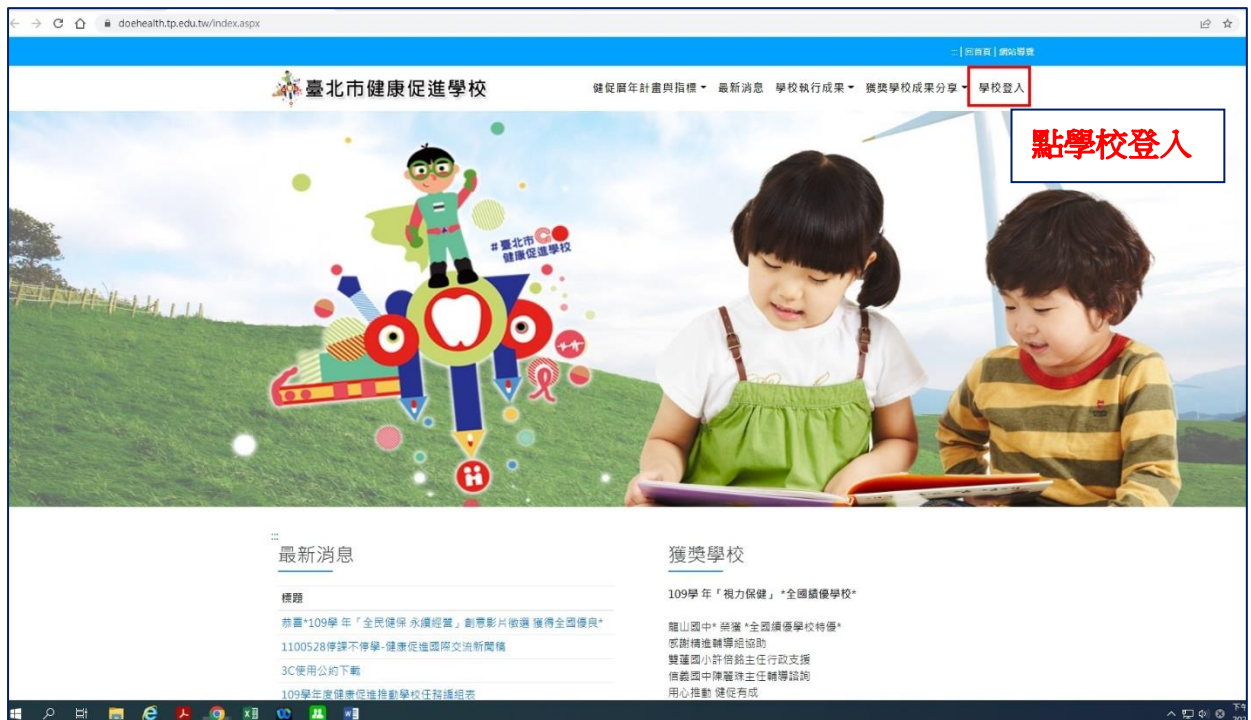 doehealth.tp.edu.tw/index.aspx
::: | 回首頁 | 網站導覽
臺北市健康促進學校
健促曆年計畫與指標 最新消息 學校執行成果 獲獎學校成果分享 學校登入
點學校登入
#臺北市GO
健康促進學校
:::
最新消息
標題
恭喜*109學 年「全民健保 永續經營」創意影片徵選 獲得全國優良*
1100528停課不停學-健康促進國際交流新聞稿
3C使用公約下載
109學年度健康促進推動學校任務編組表
獲獎學校
109學 年「視力保健」 *全國績優學校*
龍山國中* 榮獲 *全國績優學校特優*
感謝精進輔導組協助
雙蓮國小許倍銘主任行政支援
信義國中陳麗珠主任輔導諮詢
用心推動 健促有成